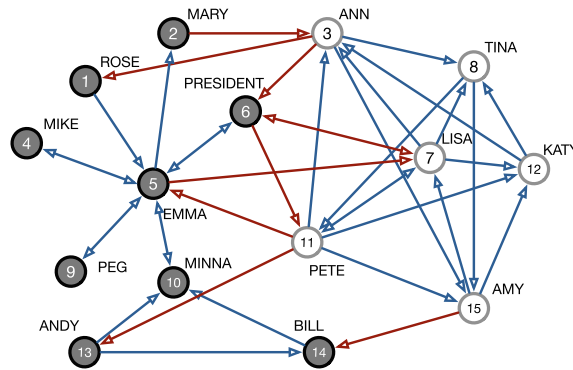 MARY
ANN
2
3
TINA
ROSE
8
1
PRESIDENT
6
MIKE
4
LISA
7
KATY
12
5
EMMA
11
PETE
9
PEG
MINNA
10
AMY
15
ANDY
BILL
13
14